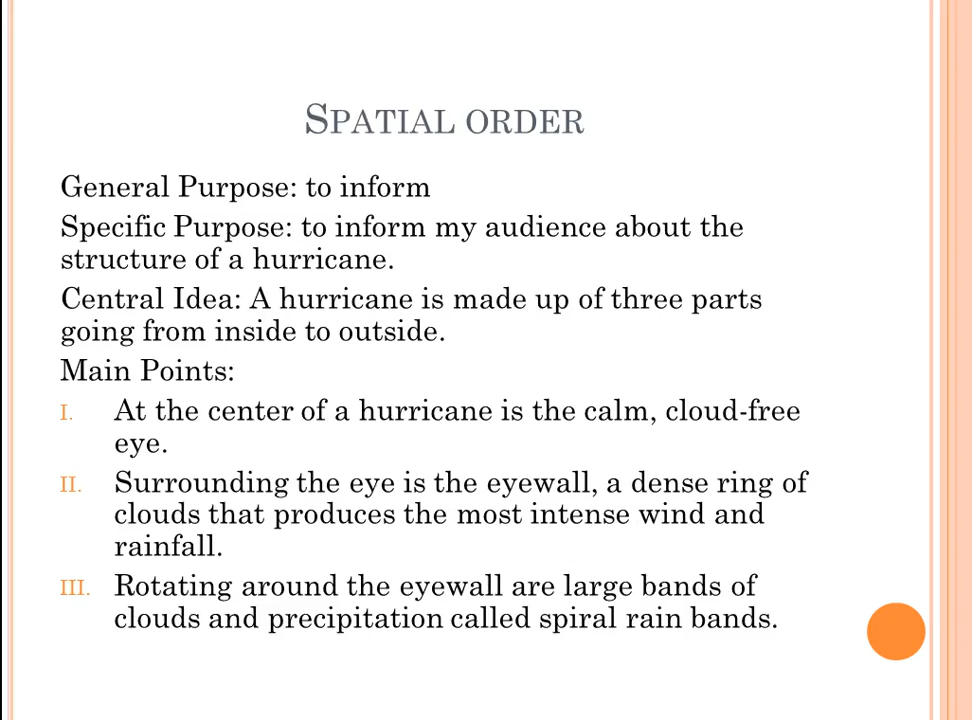 SPATIAL ORDER
General Purpose: to inform
Specific Purpose: to inform my audience about the
structure of a hurricane.
Central Idea: A hurricane is made up of three parts
going from inside to outside.
Main Points:
I. At the center of a hurricane is the calm, cloud-free
eye.
II. Surrounding the eye is the eyewall, a dense ring of
clouds that produces the most intense wind and
rainfall.
III. Rotating around the eyewall are large bands of
clouds and precipitation called spiral rain bands.